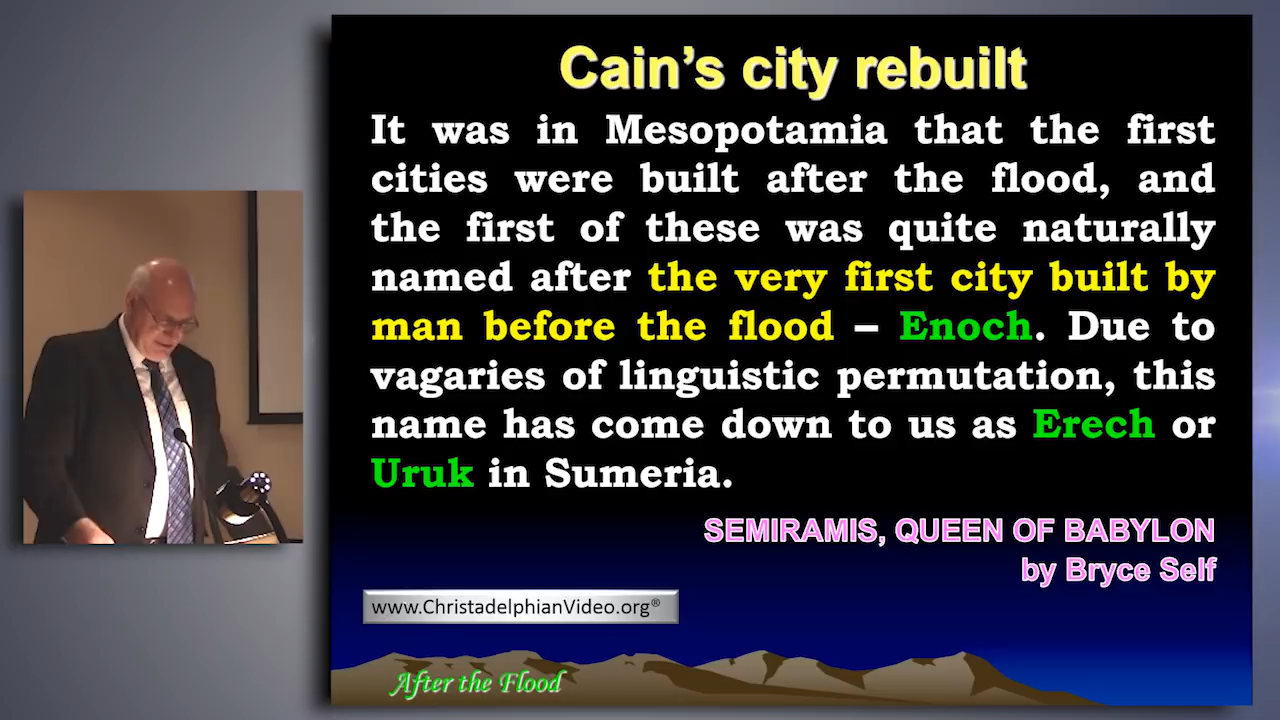 Cain's city rebuilt
It was in Mesopotamia that the first
cities were built after the flood, and
the first of these was quite naturally
named after the very first city built by
man before the flood – Enoch. Due to
vagaries of linguistic permutation, this
name has come down to us as Erech or
Uruk in Sumeria.
SEMIRAMIS, QUEEN OF BABYLON
by Bryce Self
www.ChristadelphianVideo.org®
After the Flood